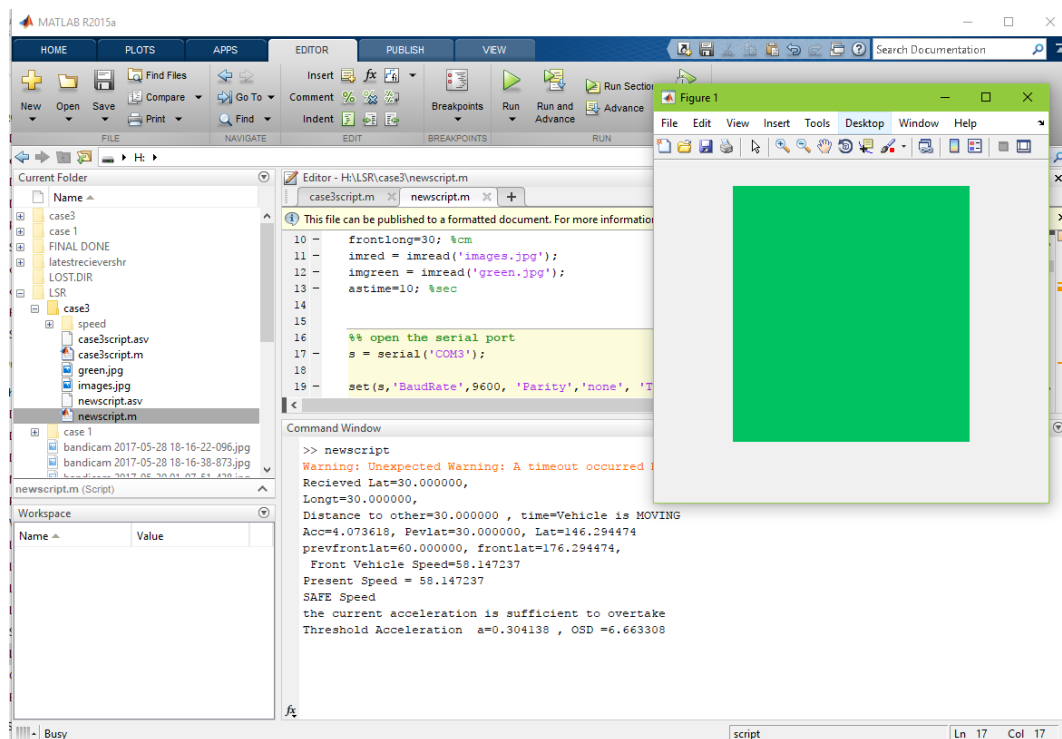 MATLAB R2015a
HOME PLOTS APPS EDITOR PUBLISH VIEW Search Documentation
New Open Save Find Files Compare Print
FILE
Go To Find
NAVIGATE
Insert fx
Comment
Indent
EDIT
Breakpoints
BREAKPOINTS
Run Run and Advance Run Section Advance
RUN
H:
Current Folder
Name
case3
case 1
FINAL DONE
latestrecievershr
LOST.DIR
LSR
case3
speed
case3script.asv
case3script.m
green.jpg
images.jpg
newscript.asv
newscript.m
case 1
bandicam 2017-05-28 18-16-22-096.jpg
bandicam 2017-05-28 18-16-38-873.jpg
newscript.m (Script)
Workspace
Name Value
Editor - H:\LSR\case3\newscript.m
case3script.m newscript.m
This file can be published to a formatted document. For more information
10 frontlong=30; %cm
11 imred = imread('images.jpg');
12 imgreen = imread('green.jpg');
13 astime=10; %sec
14
15
16 %% open the serial port
17 s = serial('COM3');
18
19 set(s,'BaudRate',9600, 'Parity','none', 'T
Command Window
>> newscript
Warning: Unexpected Warning: A timeout occurred
Recieved Lat=30.000000,
Longt=30.000000,
Distance to other=30.000000 , time=Vehicle is MOVING
Acc=4.073618, Pevlat=30.000000, Lat=146.294474
prevfrontlat=60.000000, frontlat=176.294474,
Front Vehicle Speed=58.147237
Present Speed = 58.147237
SAFE Speed
the current acceleration is sufficient to overtake
Threshold Acceleration a=0.304138 , OSD =6.663308
fx
Figure 1
File Edit View Insert Tools Desktop Window Help
Busy script Ln 17 Col 17